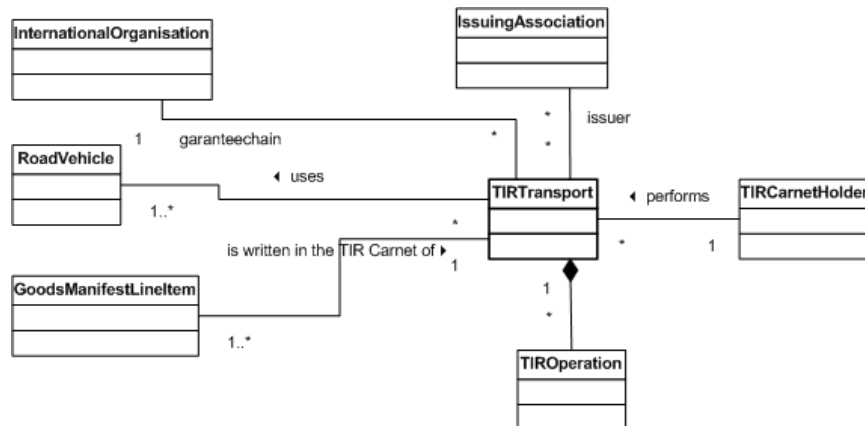 IssuingAssociation
InternationalOrganisation
* issuer
1 garanteechain *
*
RoadVehicle
◄ uses
TIRTransport
◄ performs
TIRCarnetHolder
1..*
*
is written in the TIR Carnet of ►
* 1
1
GoodsManifestLineItem
1
*
1..*
TIROperation